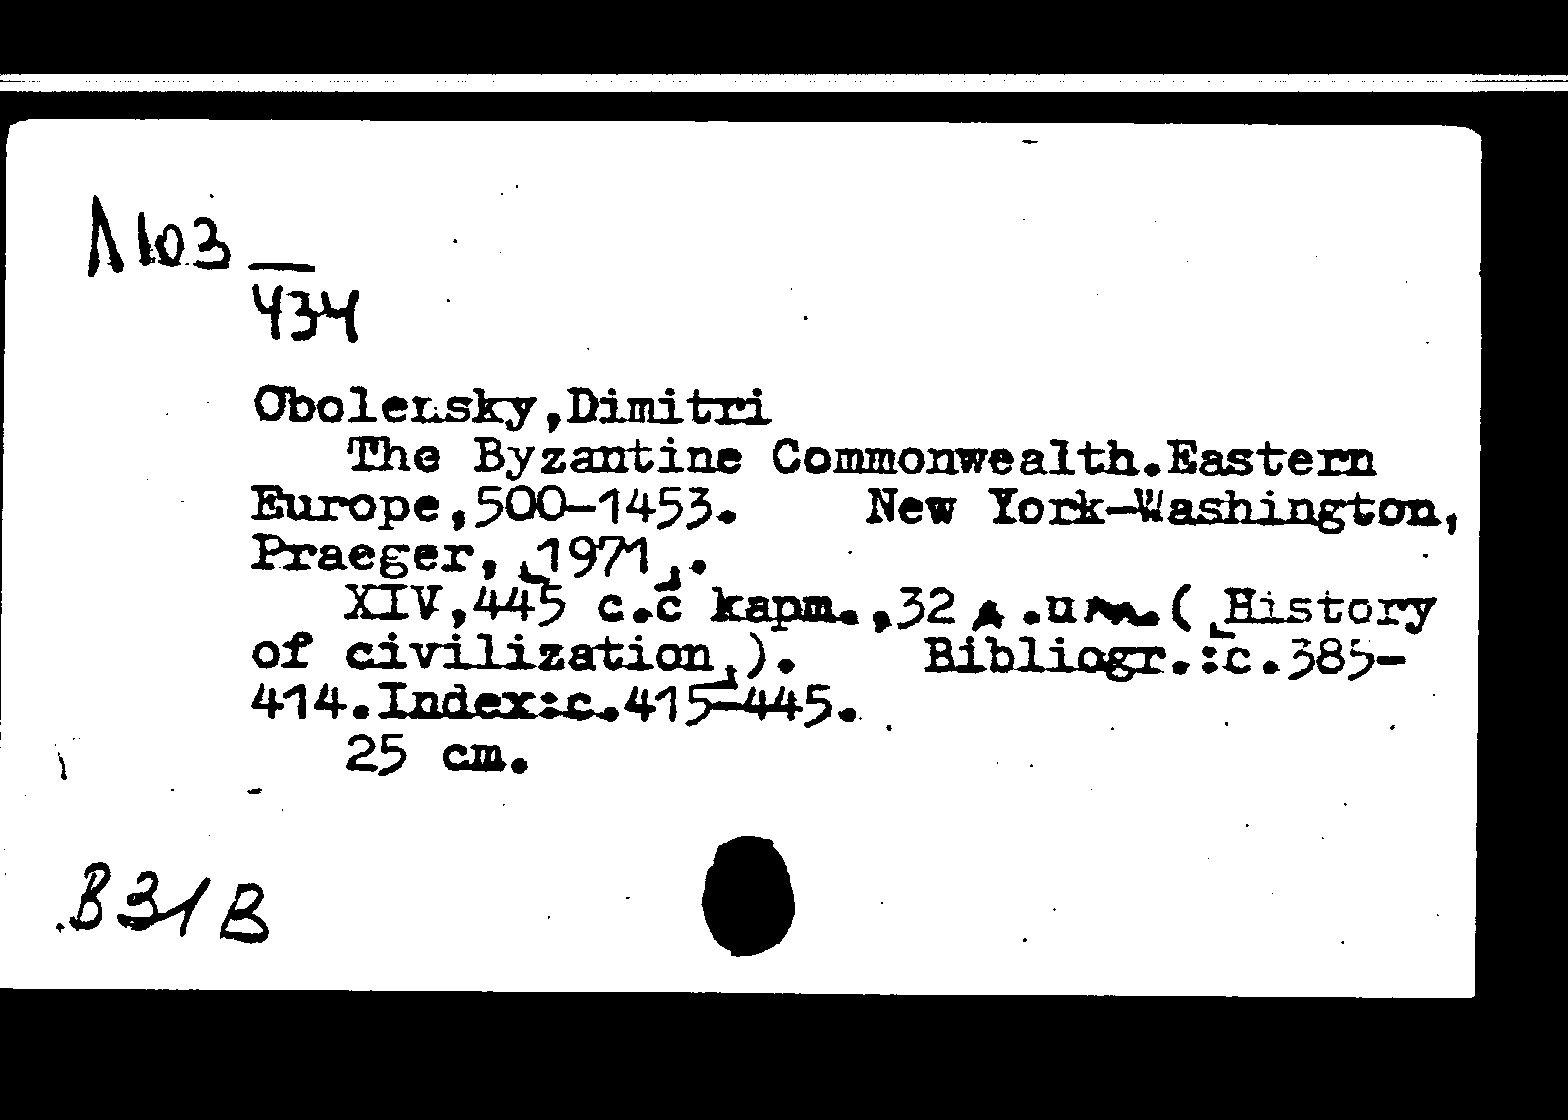 Л103
434
Obolensky,Dimitri
The Byzantine Commonwealth.Eastern
Europe,500-1453. New York-Washington,
Praeger, [1971].
XIV,445 c.c карт.,32 л.ил.([History
of civilization]). Bibliogr.:c.385-
414.Index:c.415-445.
25 cm.
B31B